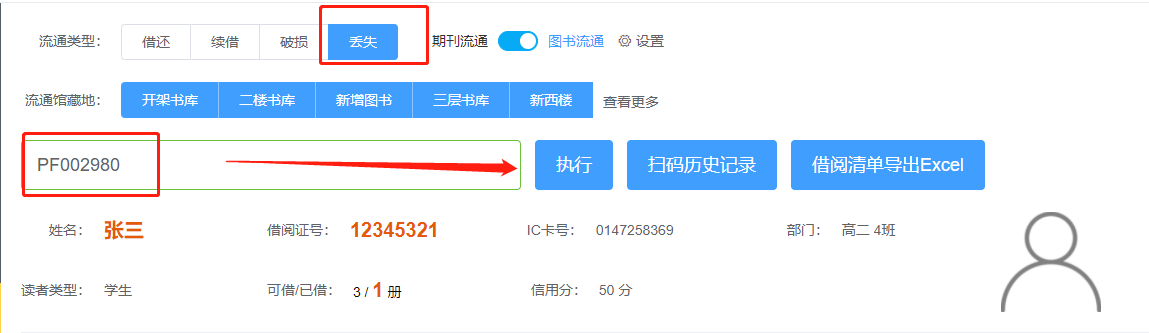 流通类型： 借还 续借 破损 丢失 期刊流通 图书流通 设置
流通馆藏地： 开架书库 二楼书库 新增图书 三层书库 新西楼 查看更多
PF002980 执行 扫码历史记录 借阅清单导出Excel
姓名： 张三 借阅证号： 12345321 IC卡号： 0147258369 部门： 高二 4班
读者类型： 学生 可借/已借： 3 / 1 册 信用分： 50 分